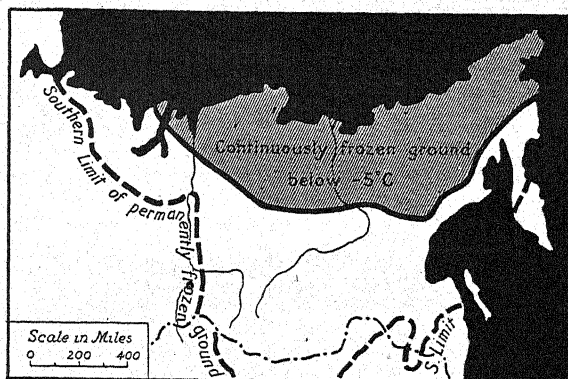 Continuously frozen ground
below -5°C
Southern Limit of permanently frozen ground
S. Limit
Scale in Miles
0 200 400